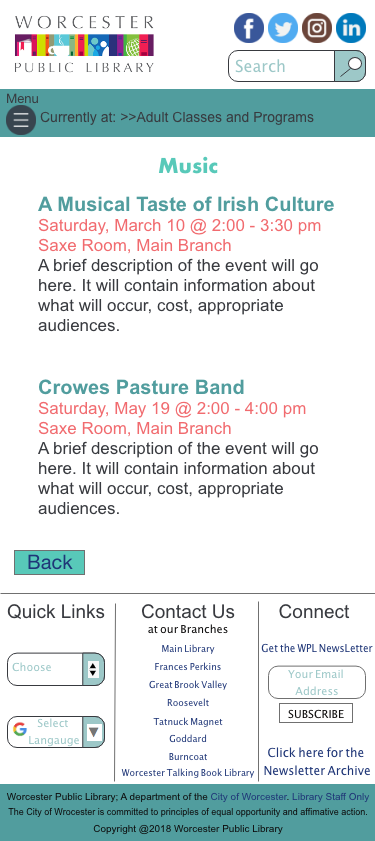 WORCESTER
PUBLIC LIBRARY
Search
Menu
Currently at: >>Adult Classes and Programs
Music
A Musical Taste of Irish Culture
Saturday, March 10 @ 2:00 - 3:30 pm
Saxe Room, Main Branch
A brief description of the event will go
here. It will contain information about
what will occur, cost, appropriate
audiences.
Crowes Pasture Band
Saturday, May 19 @ 2:00 - 4:00 pm
Saxe Room, Main Branch
A brief description of the event will go
here. It will contain information about
what will occur, cost, appropriate
audiences.
Back
Quick Links
Choose
Select
Langauge
Contact Us
at our Branches
Main Library
Frances Perkins
Great Brook Valley
Roosevelt
Tatnuck Magnet
Goddard
Burncoat
Worcester Talking Book Library
Connect
Get the WPL NewsLetter
Your Email
Address
SUBSCRIBE
Click here for the
Newsletter Archive
Worcester Public Library; A department of the City of Worcester. Library Staff Only
The City of Wrocester is committed to principles of equal opportunity and affirmative action.
Copyright @2018 Worcester Public Library